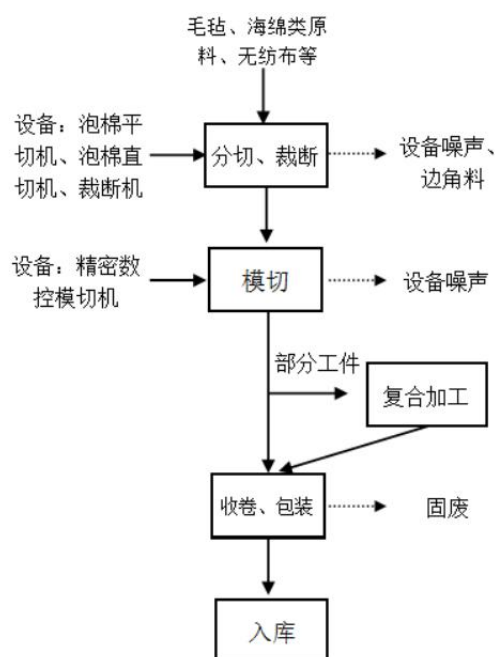 毛毡、海绵类原
料、无纺布等
设备：泡棉平
切机、泡棉直
切机、裁断机
分切、裁断
设备噪声、
边角料
设备：精密数
控模切机
模切
设备噪声
部分工件
复合加工
收卷、包装
固废
入库